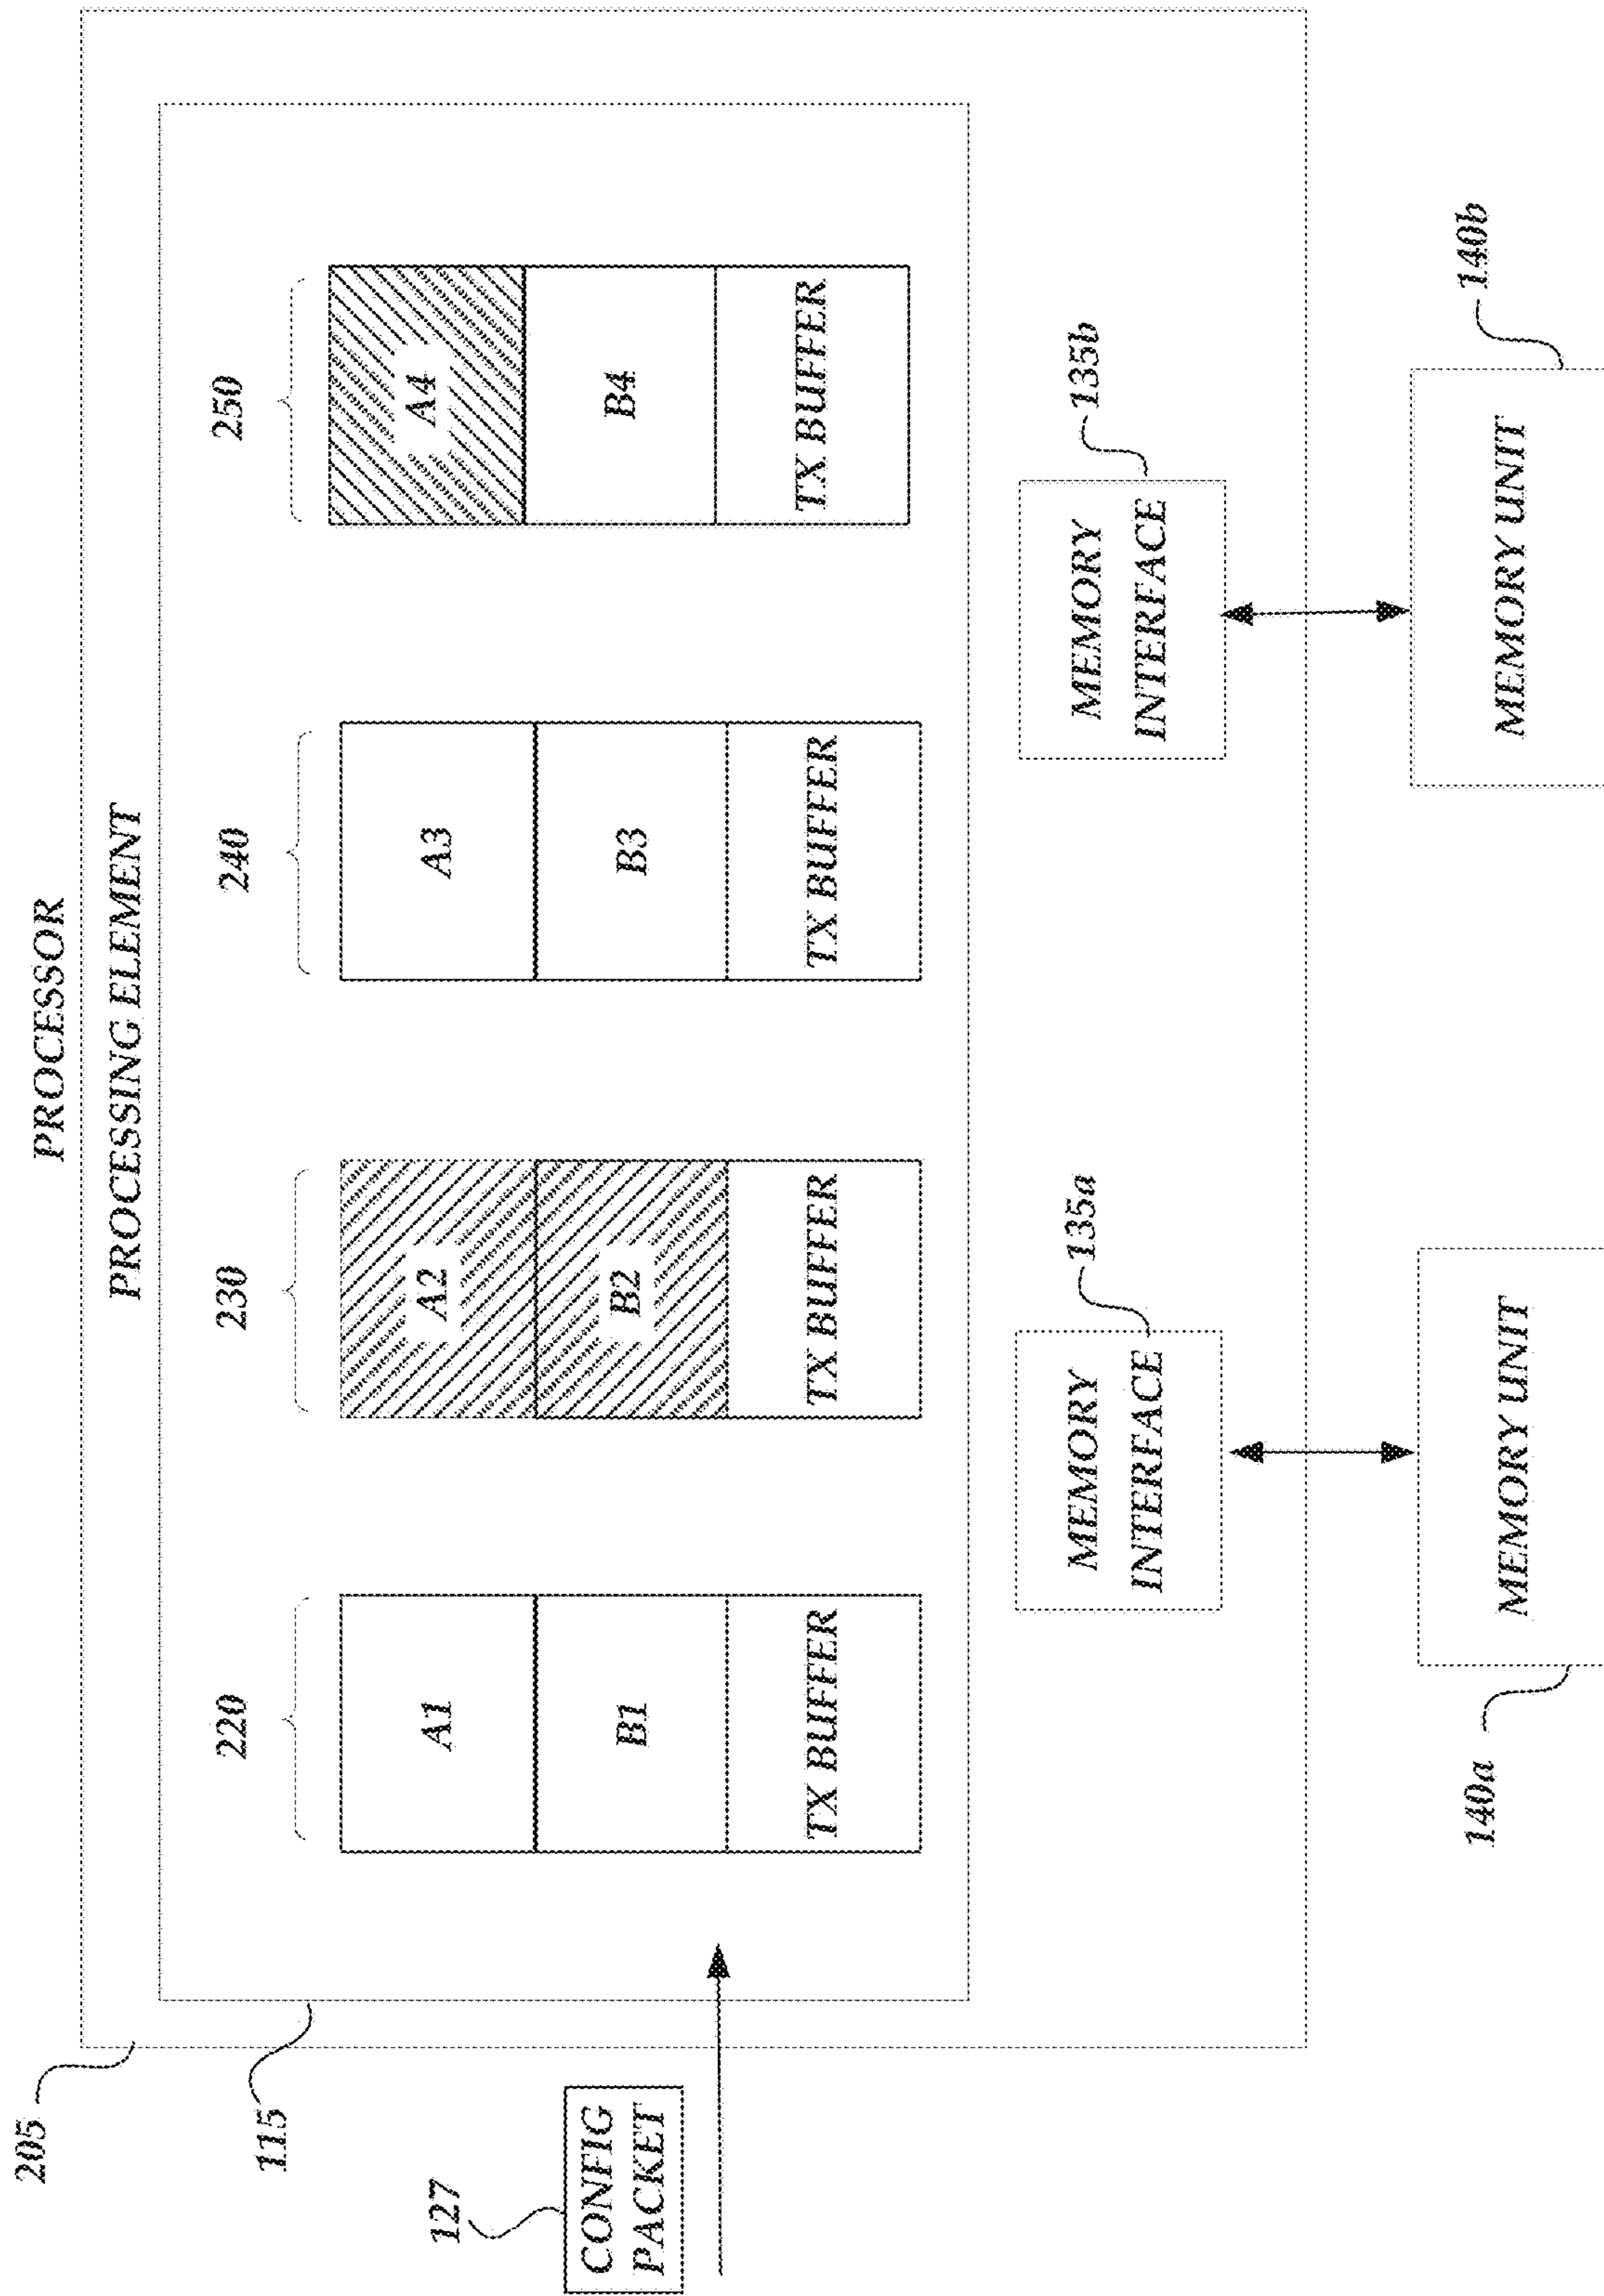 PROCESSOR
205
PROCESSING ELEMENT
115
220
230
240
250
A1
A2
A3
A4
127
CONFIG
PACKET
B1
B2
B3
B4
TX BUFFER
TX BUFFER
TX BUFFER
TX BUFFER
135a
135b
MEMORY
INTERFACE
MEMORY
INTERFACE
140a
140b
MEMORY UNIT
MEMORY UNIT